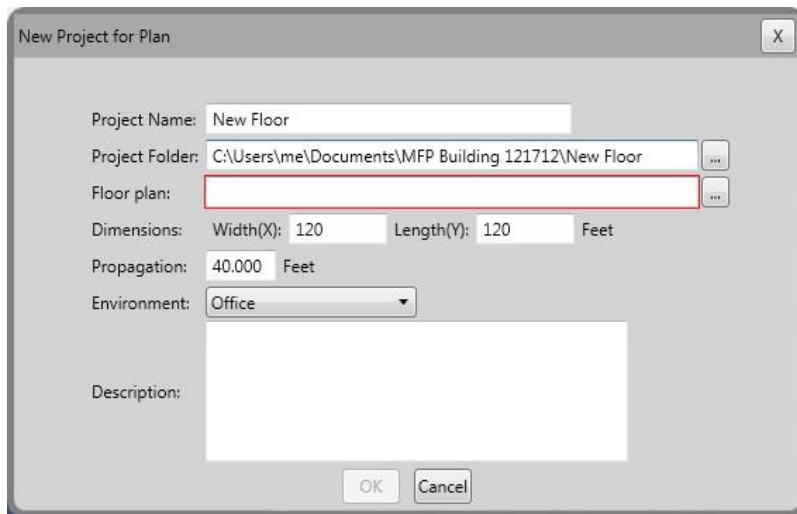 New Project for Plan X
Project Name: New Floor
Project Folder: C:\Users\me\Documents\MFP Building 121712\New Floor ...
Floor plan: ...
Dimensions: Width(X): 120 Length(Y): 120 Feet
Propagation: 40.000 Feet
Environment: Office
Description:
OK Cancel